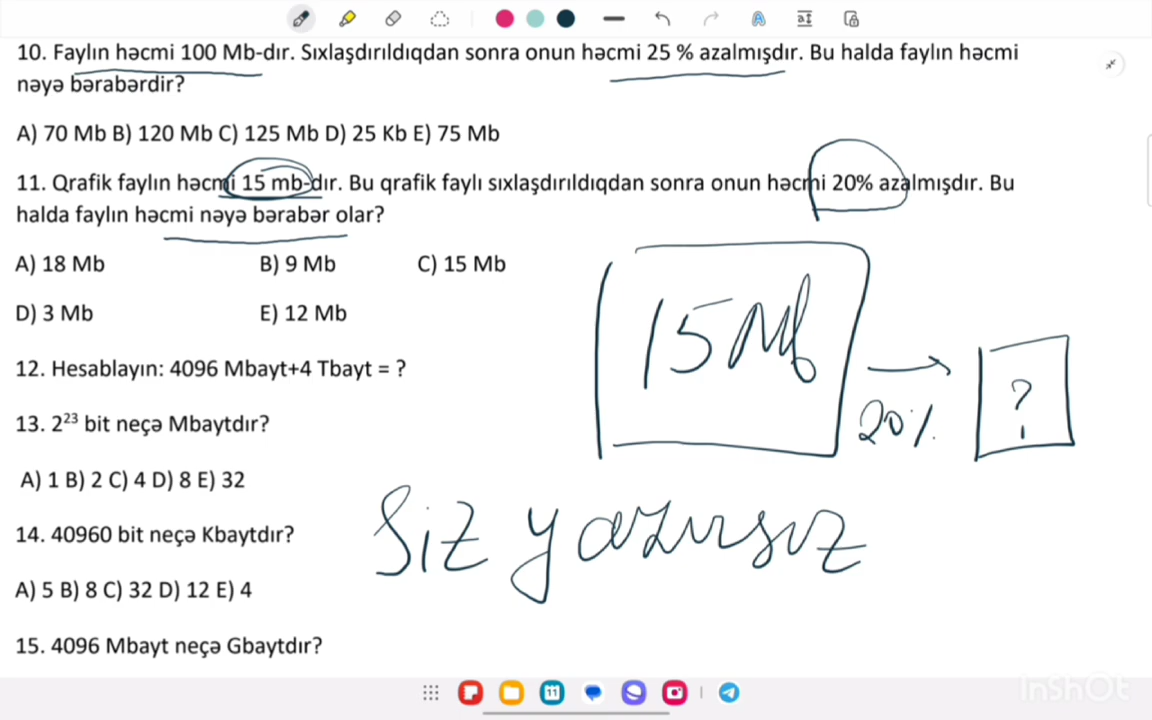 10. Faylın həcmi 100 Mb-dır. Sıxlaşdırıldıqdan sonra onun həcmi 25 % azalmışdır. Bu halda faylın həcmi
nəyə bərabərdir?
A) 70 Mb B) 120 Mb C) 125 Mb D) 25 Kb E) 75 Mb
11. Qrafik faylın həcmi 15 mb-dır. Bu qrafik faylı sıxlaşdırıldıqdan sonra onun həcmi 20% azalmışdır. Bu
halda faylın həcmi nəyə bərabər olar?
A) 18 Mb B) 9 Mb C) 15 Mb
D) 3 Mb E) 12 Mb
15 Mb
20%
?
12. Hesablayın: 4096 Mbayt+4 Tbayt = ?
13. 2²³ bit neçə Mbaytdır?
A) 1 B) 2 C) 4 D) 8 E) 32
Siz yazırsız
14. 40960 bit neçə Kbaytdır?
A) 5 B) 8 C) 32 D) 12 E) 4
15. 4096 Mbayt neçə Gbaytdır?
11
InShOt